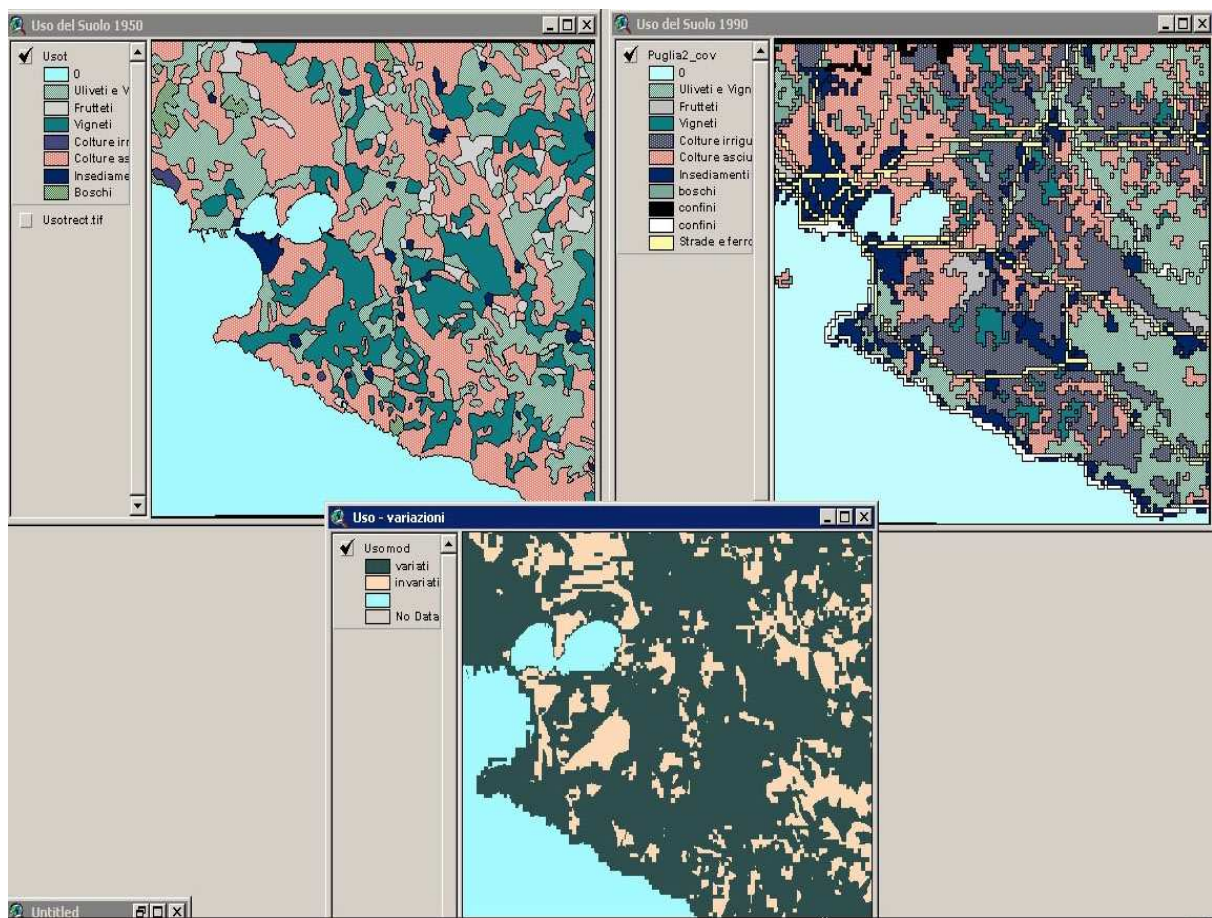 Uso del Suolo 1950
Usot
0
Uliveti e V
Frutteti
Vigneti
Colture irr
Colture asc
Insediamen
Boschi
Usotrect.tif
Uso del Suolo 1990
Puglia2_cov
0
Uliveti e Vign
Frutteti
Vigneti
Colture irrigu
Colture asciu
Insediamenti
boschi
confini
confini
Strade e ferro
Uso - variazioni
Usomod
variati
invariati
No Data
Untitled